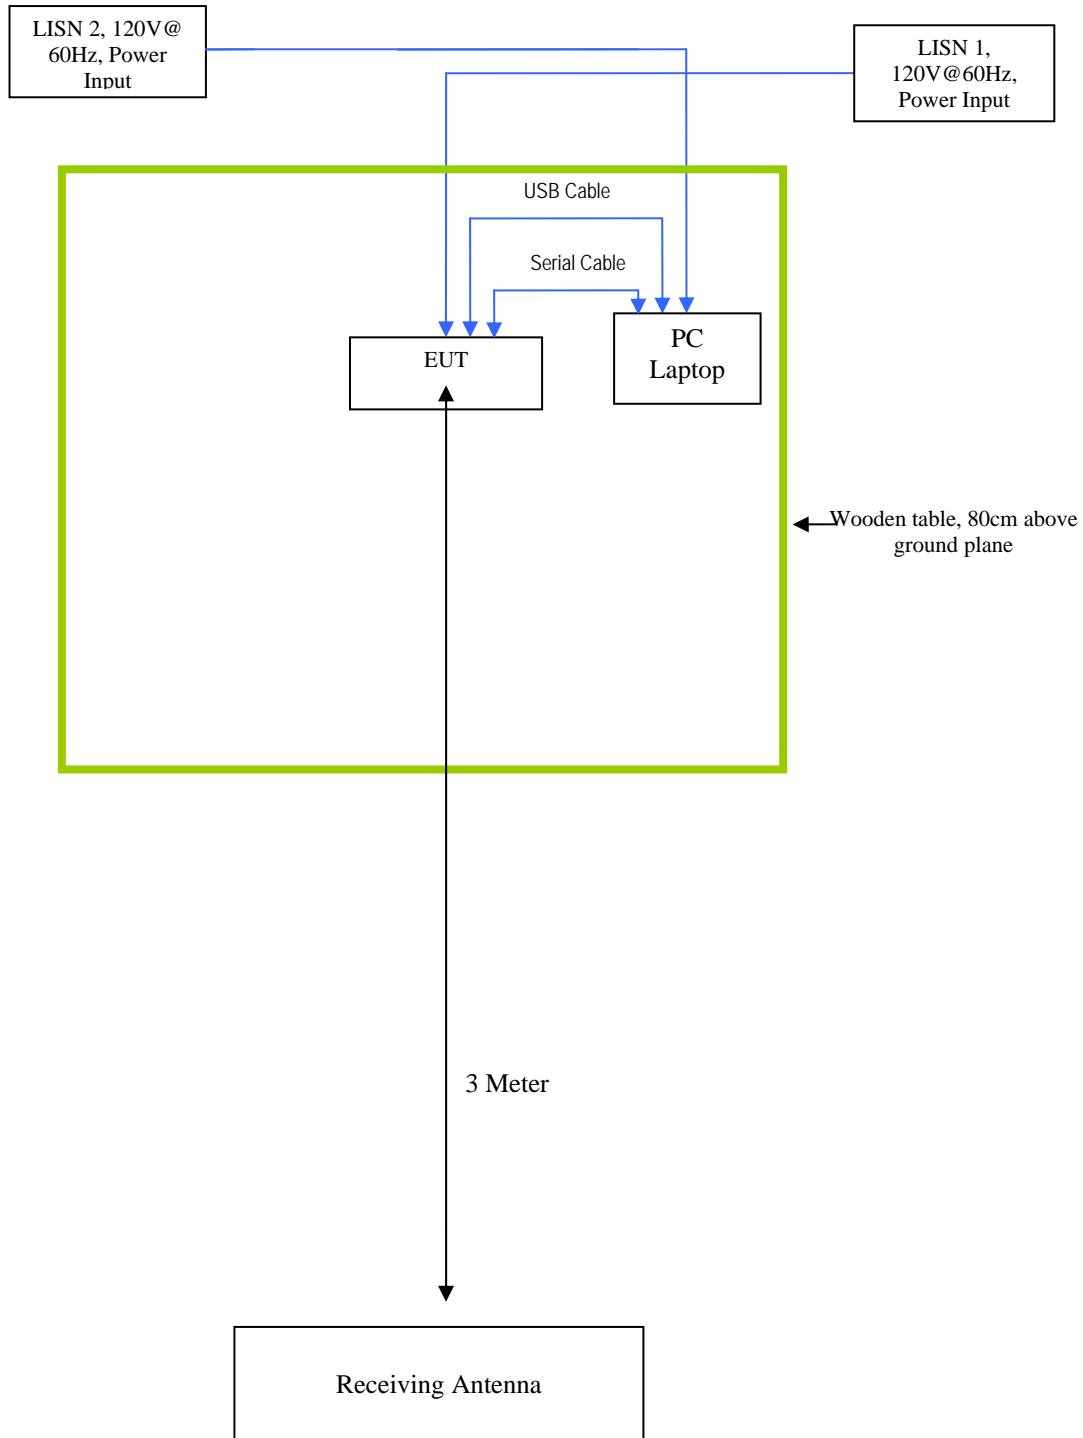 LISN 2, 120V@
60Hz, Power
Input
LISN 1,
120V@60Hz,
Power Input
USB Cable
Serial Cable
EUT
PC
Laptop
Wooden table, 80cm above
ground plane
3 Meter
Receiving Antenna